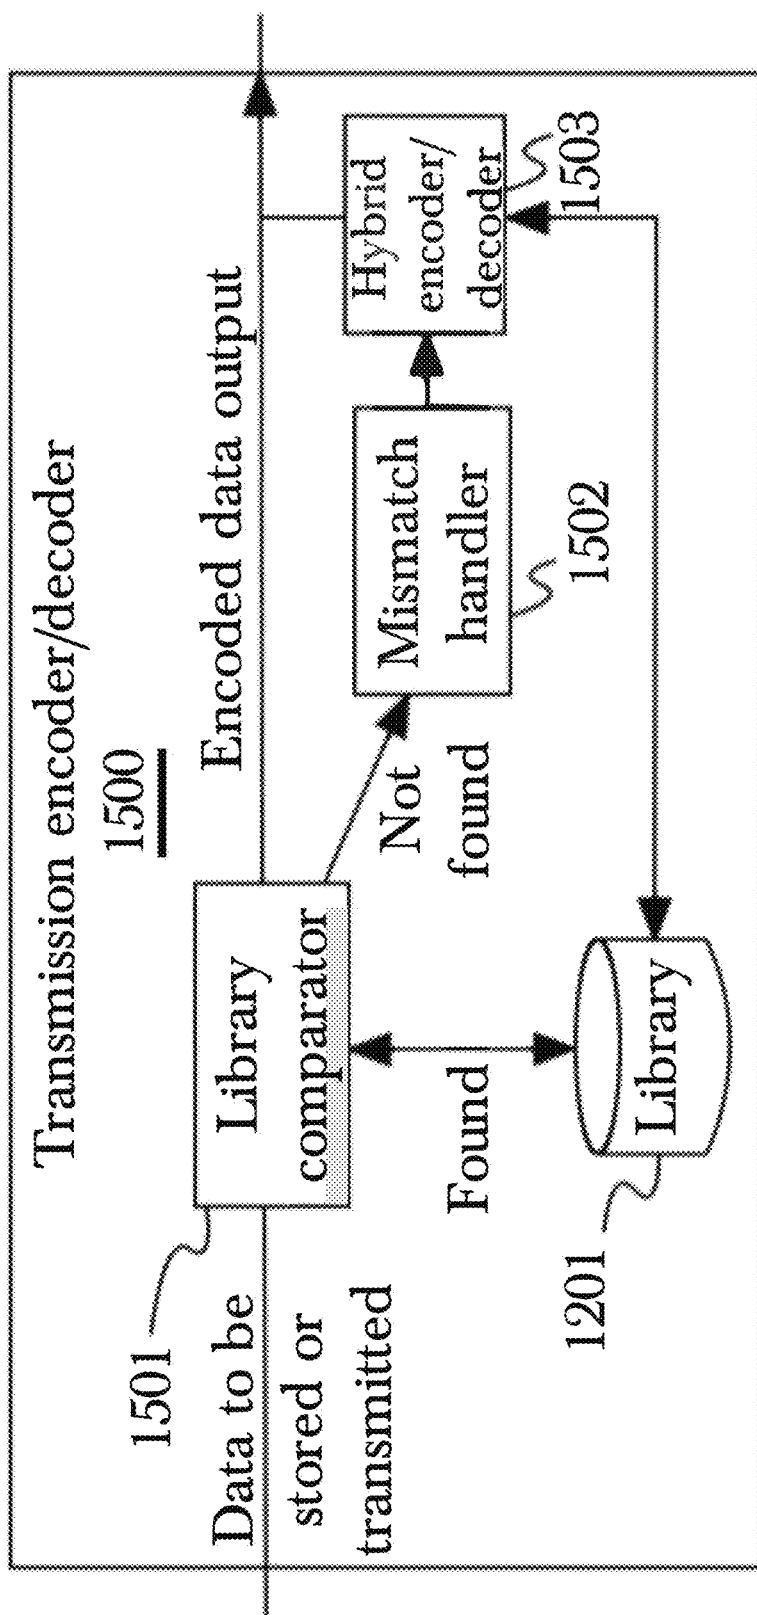 Transmission encoder/decoder
1500
1501
Data to be
stored or
transmitted
Library
comparator
Encoded data output
Found
Not
found
Mismatch
handler
1502
Hybrid
encoder/
decoder
1503
Library
1201